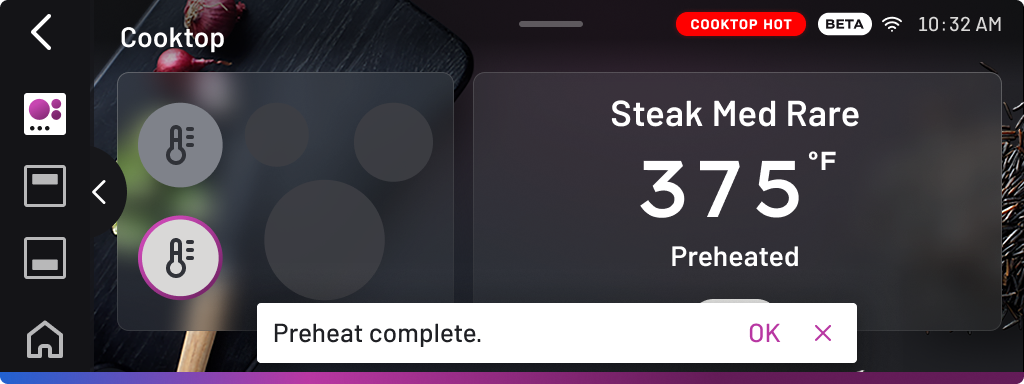 Cooktop
COOKTOP HOT
BETA
10:32 AM
Steak Med Rare
375 °F
Preheated
Preheat complete.
OK